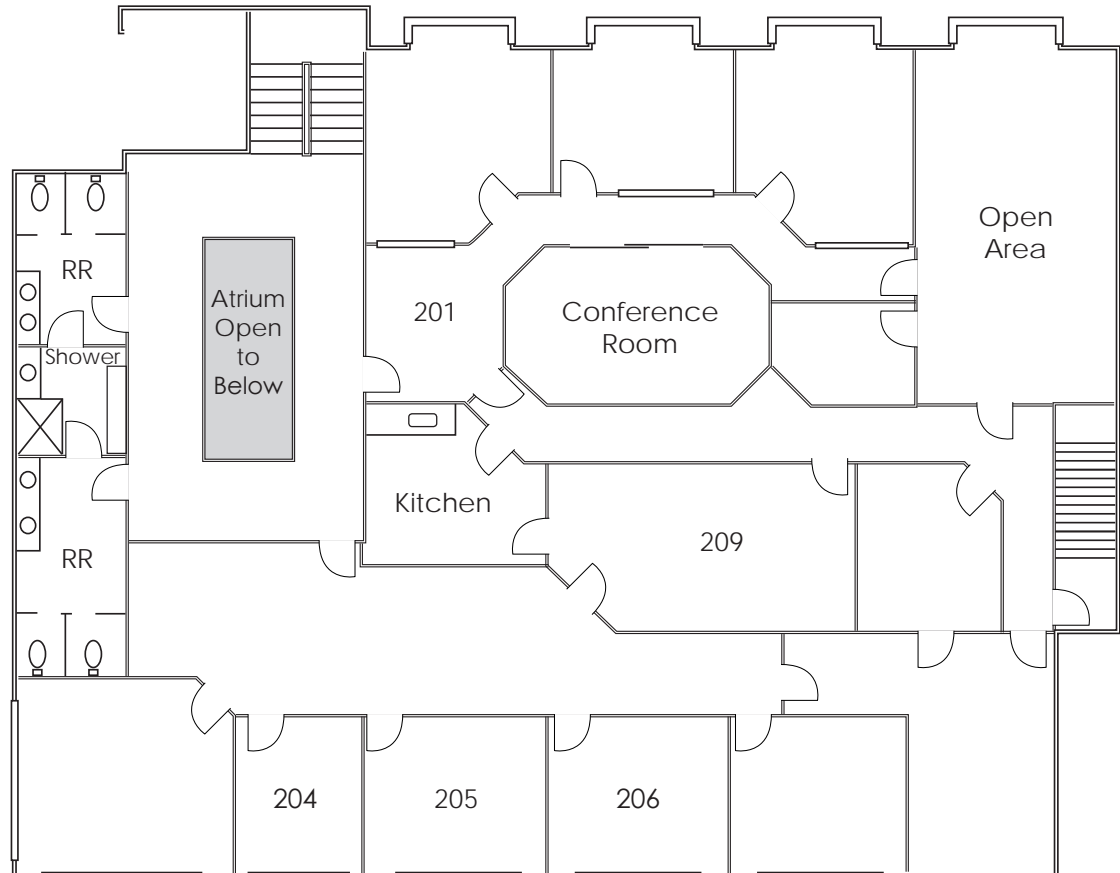 Open
Area
RR
Atrium
Open
to
Below
201
Conference
Room
Shower
Kitchen
209
RR
204
205
206